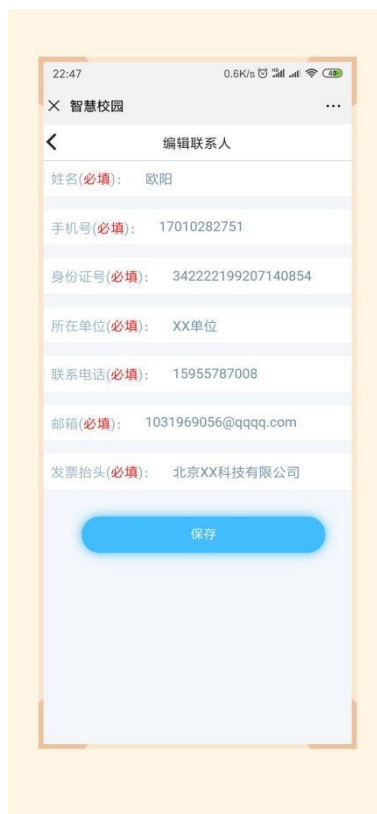 22:47 0.6K/s HD 40
智慧校园
编辑联系人
姓名(必填): 欧阳
手机号(必填): 17010282751
身份证号(必填): 342222199207140854
所在单位(必填): XX单位
联系电话(必填): 15955787008
邮箱(必填): 1031969056@qqqq.com
发票抬头(必填): 北京XX科技有限公司
保存